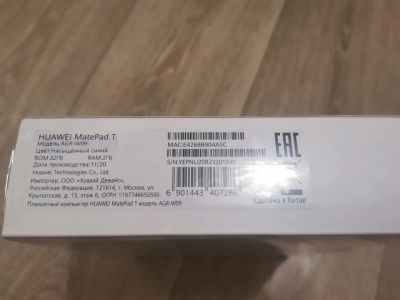 HUAWEI MatePad T
Модель:AGR-W09
Цвет:Насыщенный синий
ROM:32Гб RAM:2Гб
Дата производства:11/20
Huawei Technologies Co., Ltd.
Импортер: ООО «Хуавэй Девайс»,
Российская Федерация, 121614, г. Москва, ул.
Крылатская, д. 15, этаж 6, ОГРН 1197746650595.
Планшетный компьютер HUAWEI MatePad T модель AGR-W09
MAC:E4268B904A5C
S/N:YEPNU20B23201040
6 901443 407286
EAC
Сделано в Китае